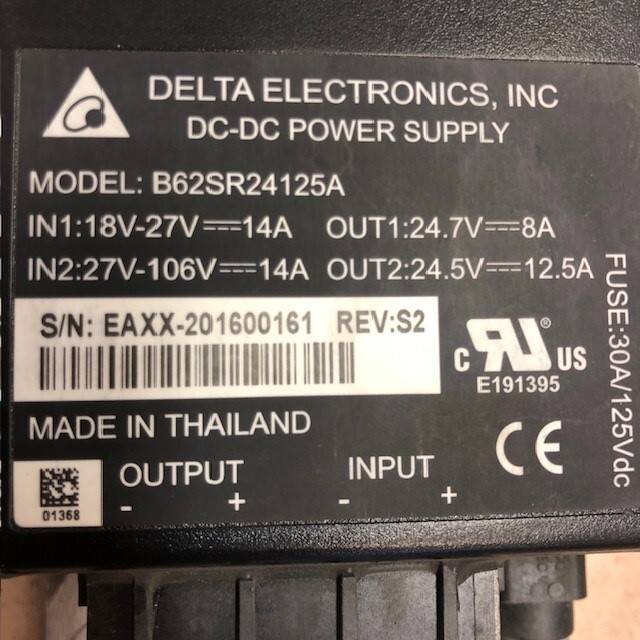 DELTA ELECTRONICS, INC
DC-DC POWER SUPPLY
MODEL: B62SR24125A
IN1:18V-27V⎓14A OUT1:24.7V⎓8A
IN2:27V-106V⎓14A OUT2:24.5V⎓12.5A
S/N: EAXX-201600161 REV:S2
c RU US
®
E191395
FUSE:30A/125Vdc
MADE IN THAILAND
CE
OUTPUT INPUT
- + - +
01368